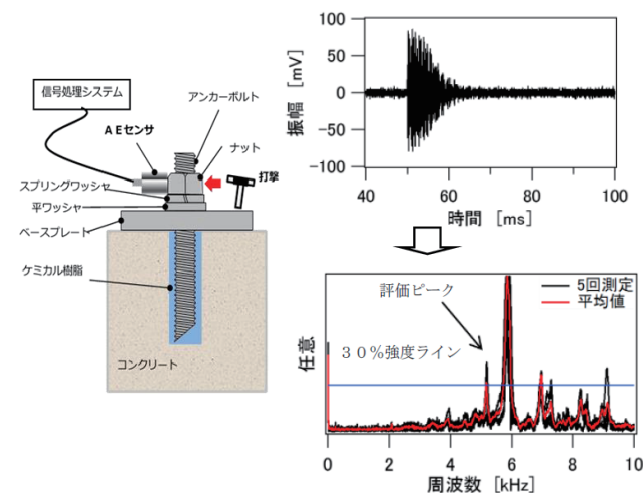 信号処理システム
AEセンサ
アンカーボルト
ナット
打撃
スプリングワッシャ
平ワッシャ
ベースプレート
ケミカル樹脂
コンクリート
振幅 [mV]
100
50
0
-50
-100
40
60
80
100
時間 [ms]
任意
評価ピーク
5回測定
平均値
30%強度ライン
0
2
4
6
8
10
周波数 [kHz]